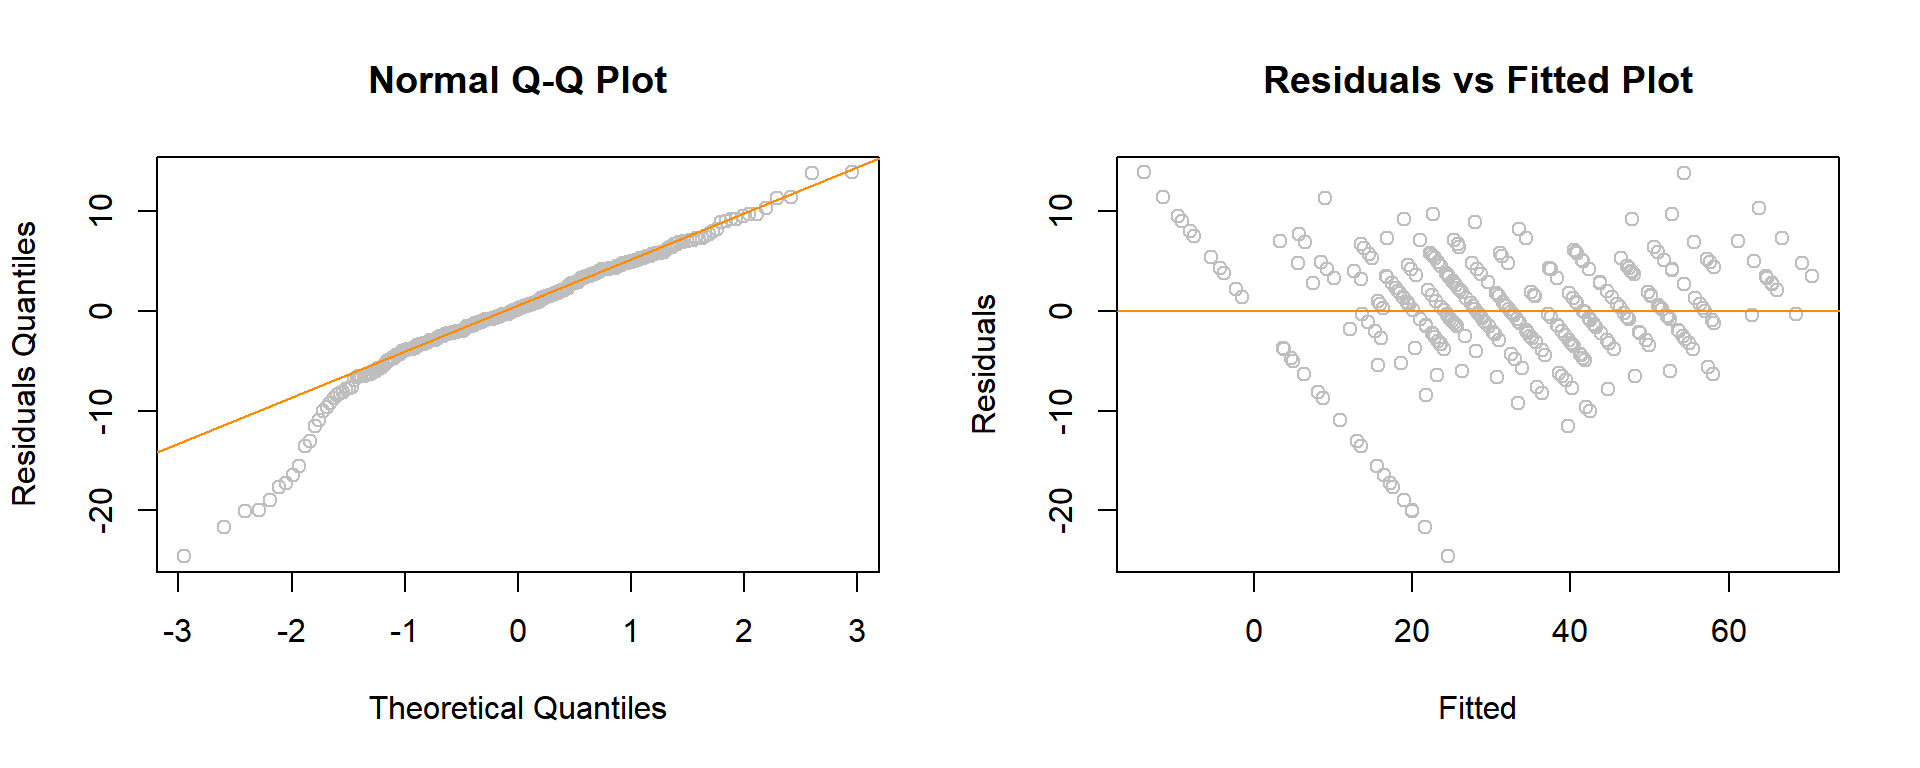 Normal Q-Q Plot
Residuals Quantiles
10
0
-10
-20
-3 -2 -1 0 1 2 3
Theoretical Quantiles
Residuals vs Fitted Plot
Residuals
10
0
-10
-20
0 20 40 60
Fitted